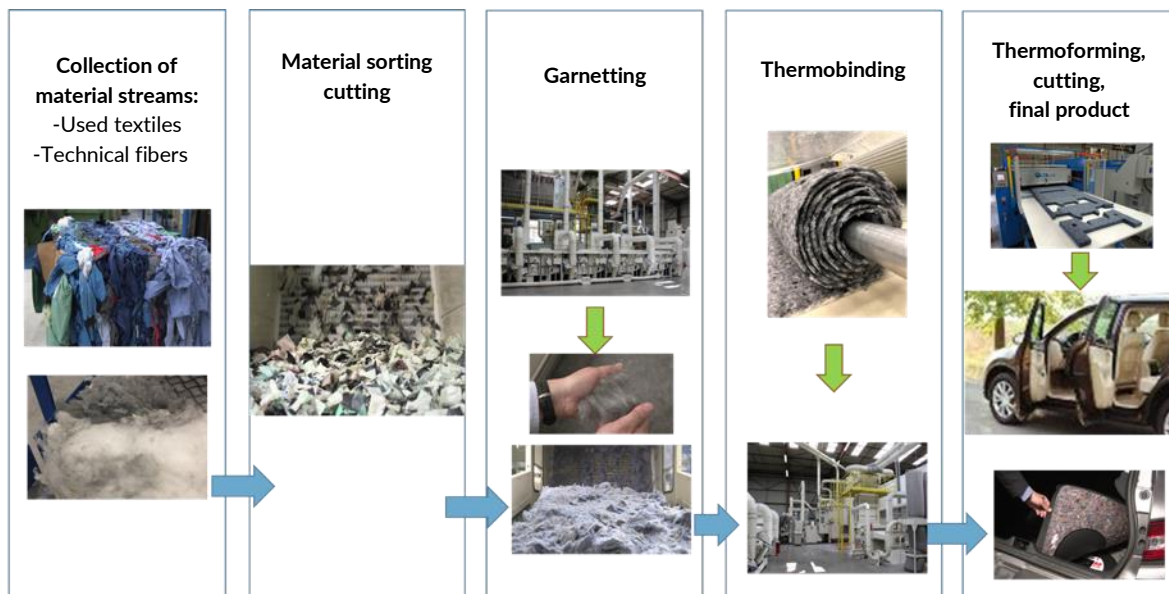 Collection of
material streams:
-Used textiles
-Technical fibers
Material sorting
cutting
Garnetting
Thermobinding
Thermoforming,
cutting,
final product